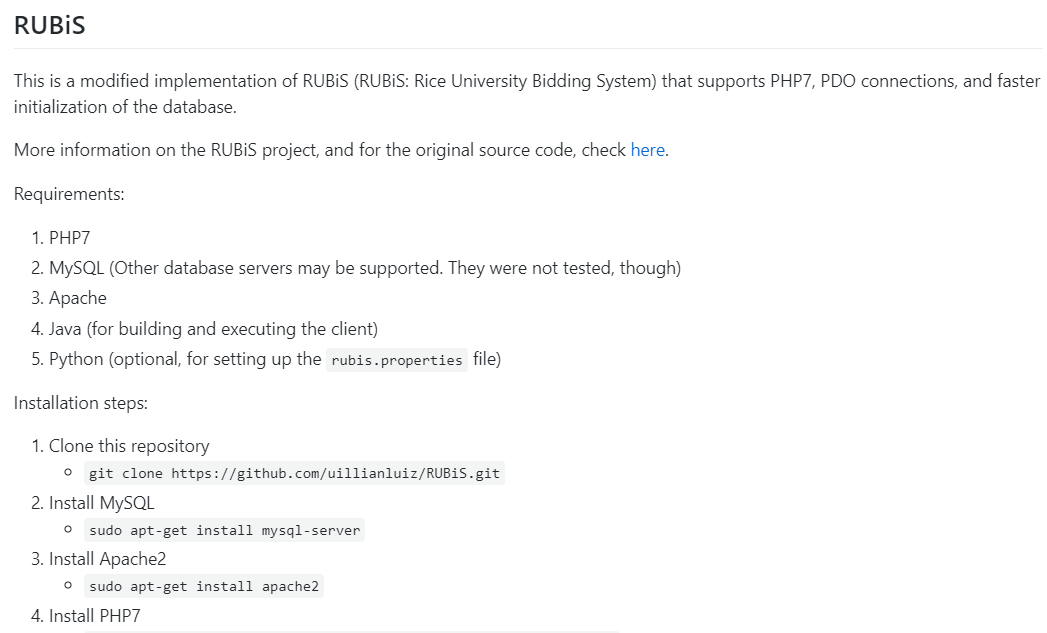 RUBiS
This is a modified implementation of RUBiS (RUBiS: Rice University Bidding System) that supports PHP7, PDO connections, and faster
initialization of the database.
More information on the RUBiS project, and for the original source code, check here.
Requirements:
1. PHP7
2. MySQL (Other database servers may be supported. They were not tested, though)
3. Apache
4. Java (for building and executing the client)
5. Python (optional, for setting up the rubis.properties file)
Installation steps:
1. Clone this repository
git clone https://github.com/uillianluiz/RUBiS.git
2. Install MySQL
sudo apt-get install mysql-server
3. Install Apache2
sudo apt-get install apache2
4. Install PHP7